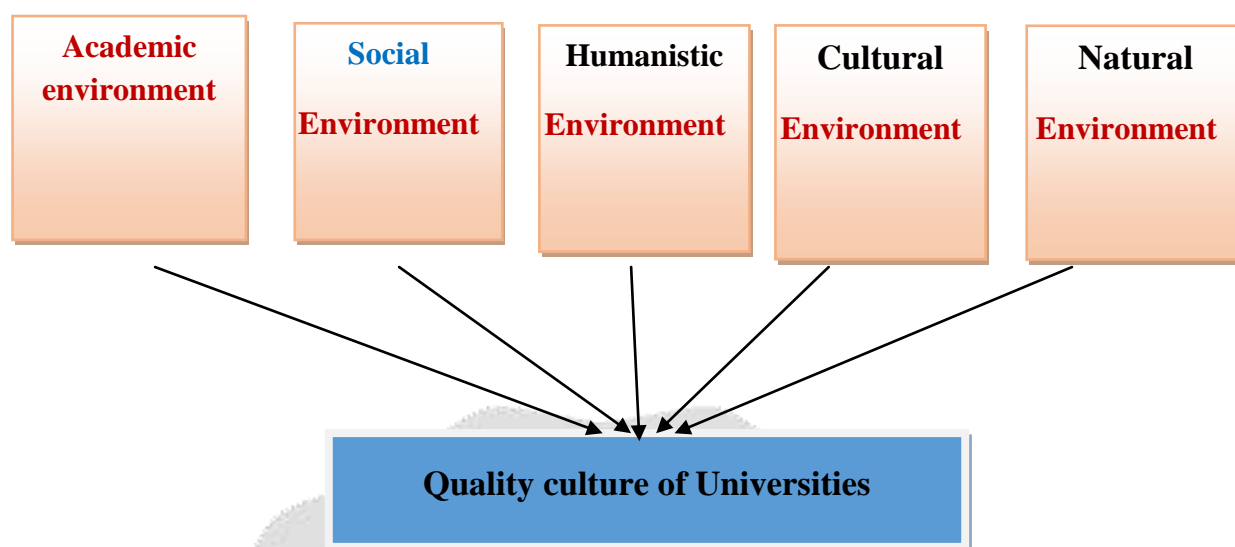 Academic
environment
Social
Environment
Humanistic
Environment
Cultural
Environment
Natural
Environment
Quality culture of Universities